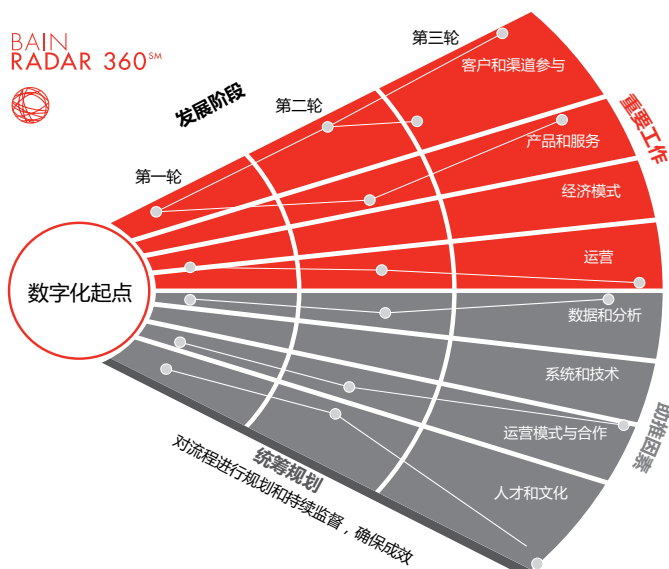 BAIN
RADAR 360℠
发展阶段
第一轮
第二轮
第三轮
数字化起点
重要工作
客户和渠道参与
产品和服务
经济模式
运营
助推因素
数据和分析
系统和技术
运营模式与合作
人才和文化
统筹规划
对流程进行规划和持续监督，确保成效